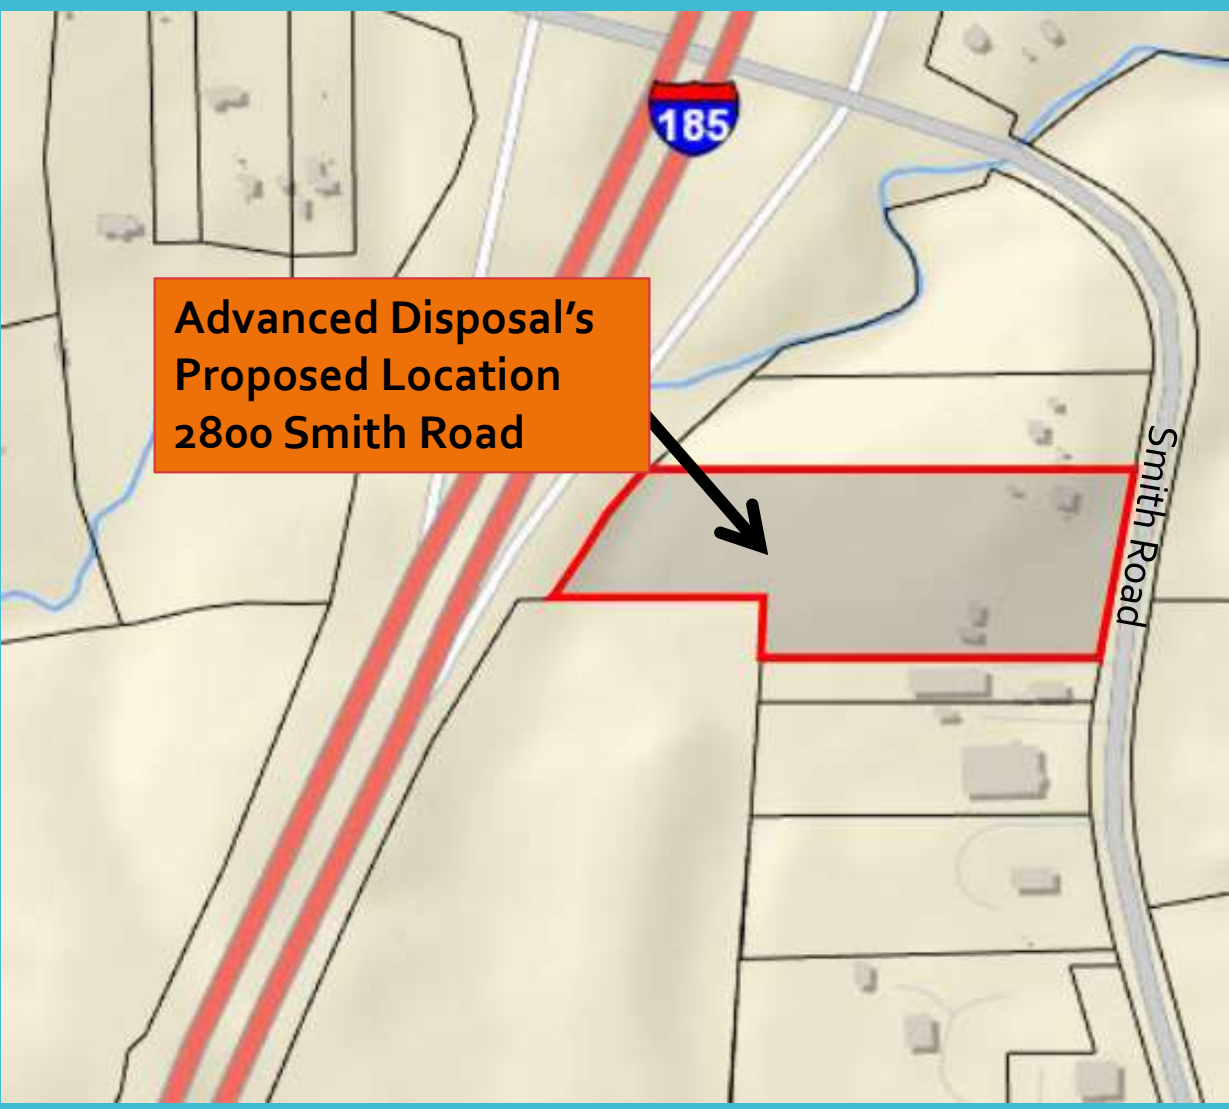 185
Advanced Disposal’s
Proposed Location
2800 Smith Road
Smith Road